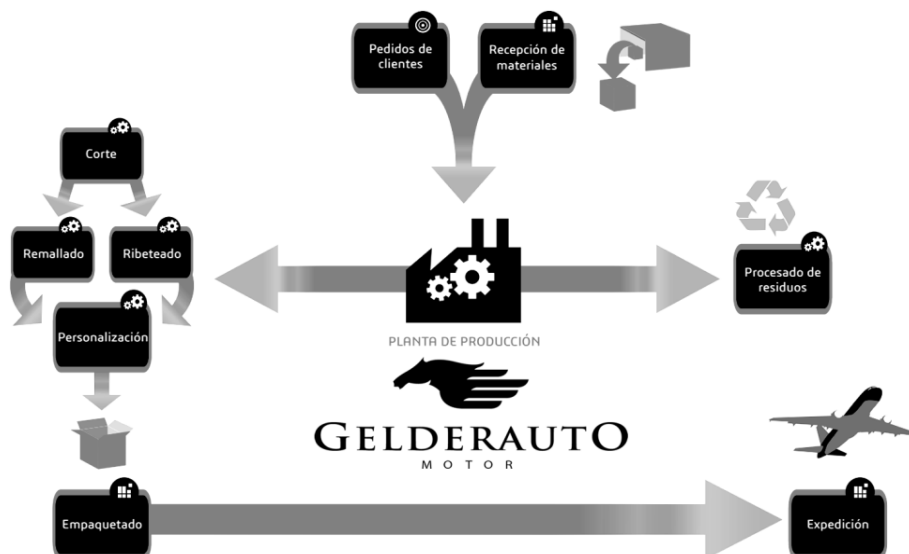 Pedidos de
clientes
Recepción de
materiales
Corte
Remallado
Ribeteado
Personalización
Procesado de
residuos
PLANTA DE PRODUCCIÓN
GELDERAUTO
MOTOR
Empaquetado
Expedición